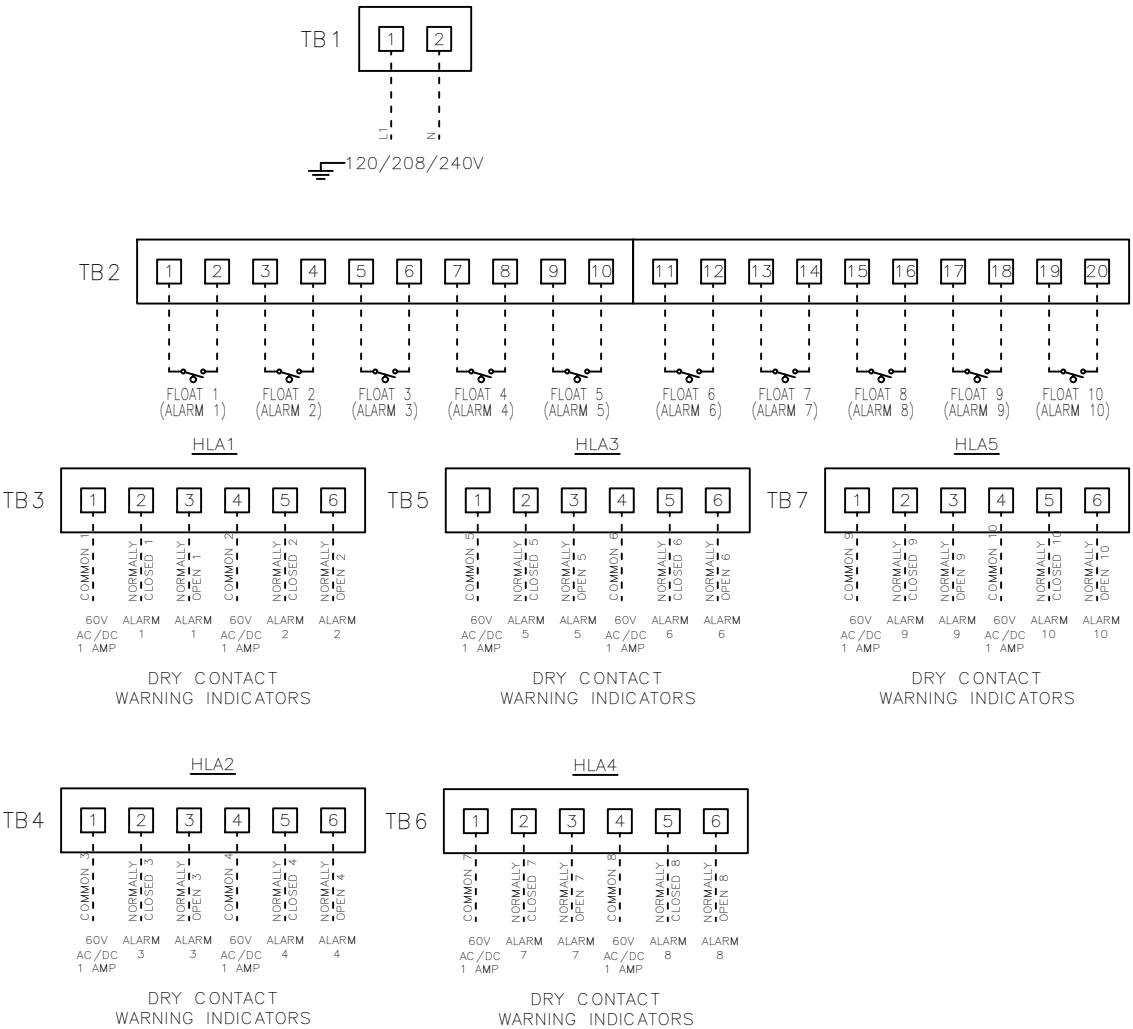 TB1 1 2
L1 N
120/208/240V
TB2 1 2 3 4 5 6 7 8 9 10 11 12 13 14 15 16 17 18 19 20
FLOAT 1 FLOAT 2 FLOAT 3 FLOAT 4 FLOAT 5 FLOAT 6 FLOAT 7 FLOAT 8 FLOAT 9 FLOAT 10
(ALARM 1) (ALARM 2) (ALARM 3) (ALARM 4) (ALARM 5) (ALARM 6) (ALARM 7) (ALARM 8) (ALARM 9) (ALARM 10)
HLA1
TB3 1 2 3 4 5 6
COMMON 1
NORMALLY
CLOSED 1
NORMALLY
OPEN 1
COMMON 2
NORMALLY
CLOSED 2
NORMALLY
OPEN 2
60V ALARM ALARM 60V ALARM ALARM
AC/DC 1 1 AC/DC 2 2
1 AMP 1 AMP
DRY CONTACT
WARNING INDICATORS
HLA3
TB5 1 2 3 4 5 6
COMMON 5
NORMALLY
CLOSED 5
NORMALLY
OPEN 5
COMMON 6
NORMALLY
CLOSED 6
NORMALLY
OPEN 6
60V ALARM ALARM 60V ALARM ALARM
AC/DC 5 5 AC/DC 6 6
1 AMP 1 AMP
DRY CONTACT
WARNING INDICATORS
HLA5
TB7 1 2 3 4 5 6
COMMON 9
NORMALLY
CLOSED 9
NORMALLY
OPEN 9
COMMON 10
NORMALLY
CLOSED 10
NORMALLY
OPEN 10
60V ALARM ALARM 60V ALARM ALARM
AC/DC 9 9 AC/DC 10 10
1 AMP 1 AMP
DRY CONTACT
WARNING INDICATORS
HLA2
TB4 1 2 3 4 5 6
COMMON 3
NORMALLY
CLOSED 3
NORMALLY
OPEN 3
COMMON 4
NORMALLY
CLOSED 4
NORMALLY
OPEN 4
60V ALARM ALARM 60V ALARM ALARM
AC/DC 3 3 AC/DC 4 4
1 AMP 1 AMP
DRY CONTACT
WARNING INDICATORS
HLA4
TB6 1 2 3 4 5 6
COMMON 7
NORMALLY
CLOSED 7
NORMALLY
OPEN 7
COMMON 8
NORMALLY
CLOSED 8
NORMALLY
OPEN 8
60V ALARM ALARM 60V ALARM ALARM
AC/DC 7 7 AC/DC 8 8
1 AMP 1 AMP
DRY CONTACT
WARNING INDICATORS